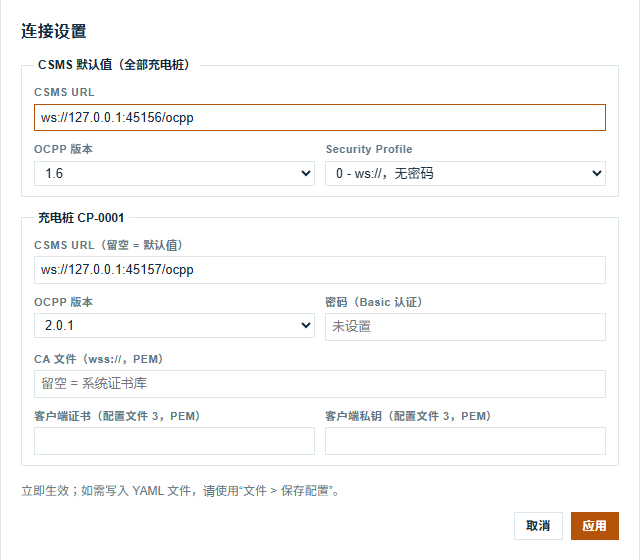 连接设置
CSMS 默认值（全部充电桩）
CSMS URL
ws://127.0.0.1:45156/ocpp
OCPP 版本
Security Profile
1.6
0 - ws://，无密码
充电桩 CP-0001
CSMS URL（留空 = 默认值）
ws://127.0.0.1:45157/ocpp
OCPP 版本
密码（Basic 认证）
2.0.1
未设置
CA 文件（wss://，PEM）
留空 = 系统证书库
客户端证书（配置文件 3，PEM）
客户端私钥（配置文件 3，PEM）
立即生效；如需写入 YAML 文件，请使用“文件 > 保存配置”。
取消
应用